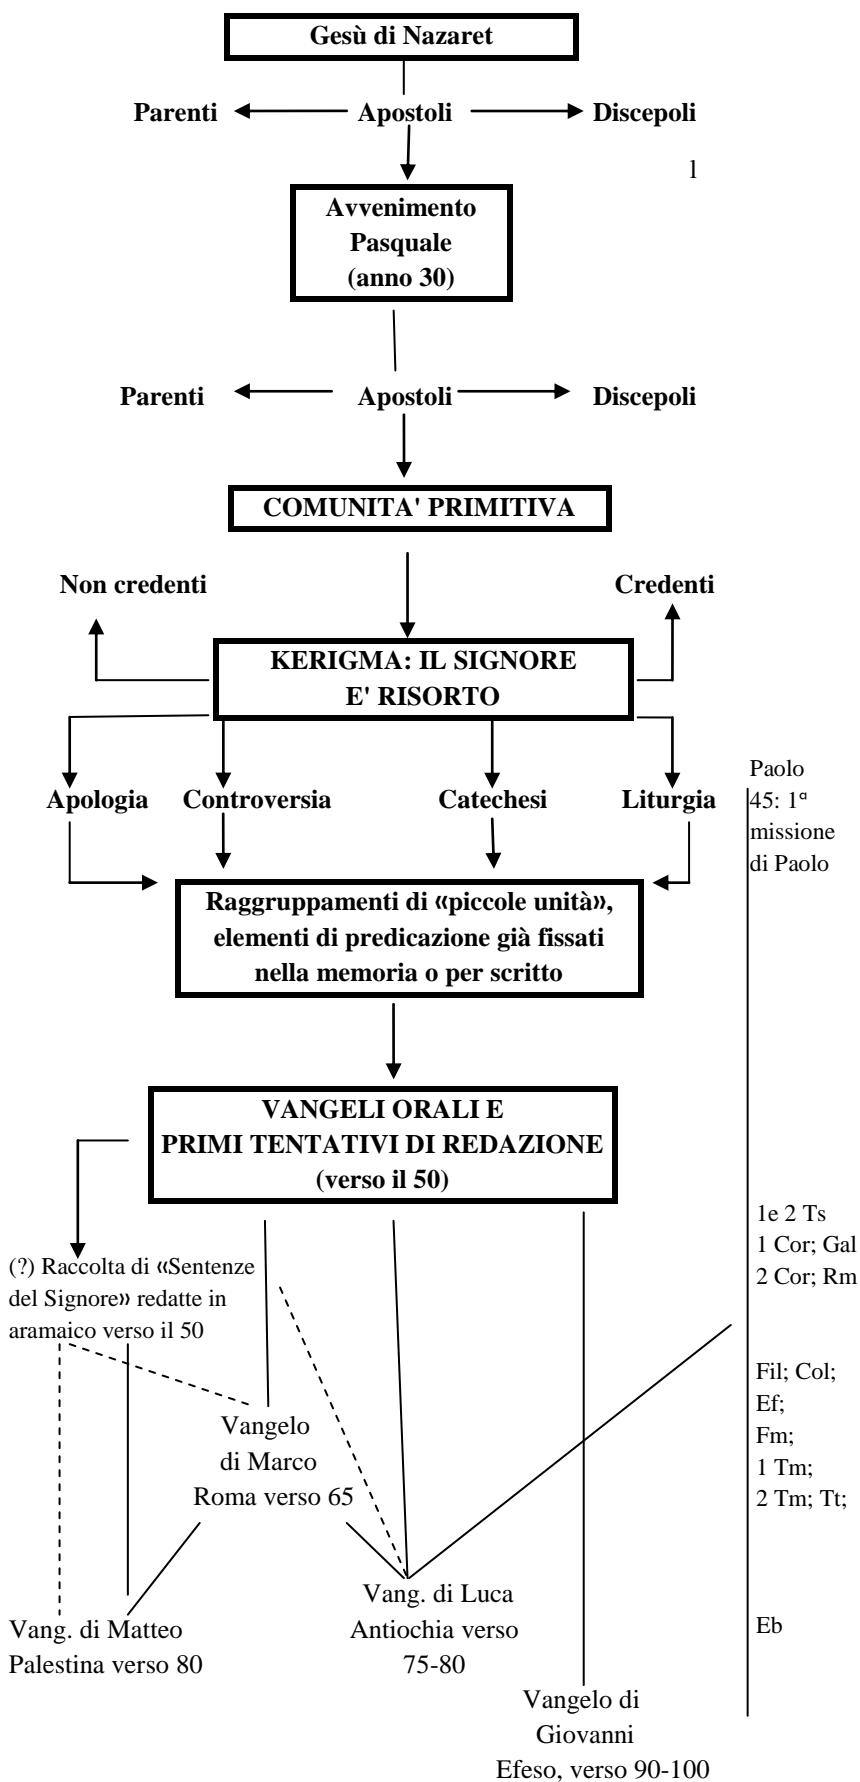 Gesù di Nazaret
Parenti Apostoli Discepoli
l
Avvenimento
Pasquale
(anno 30)
Parenti Apostoli Discepoli
COMUNITA' PRIMITIVA
Non credenti Credenti
KERIGMA: IL SIGNORE
E' RISORTO
Apologia Controversia Catechesi Liturgia
Paolo
45: 1ª
missione
di Paolo
Raggruppamenti di «piccole unità»,
elementi di predicazione già fissati
nella memoria o per scritto
VANGELI ORALI E
PRIMI TENTATIVI DI REDAZIONE
(verso il 50)
1e 2 Ts
1 Cor; Gal
2 Cor; Rm
(?) Raccolta di «Sentenze
del Signore» redatte in
aramaico verso il 50
Fil; Col;
Ef;
Fm;
1 Tm;
2 Tm; Tt;
Vangelo
di Marco
Roma verso 65
Vang. di Luca
Antiochia verso
75-80
Eb
Vang. di Matteo
Palestina verso 80
Vangelo di
Giovanni
Efeso, verso 90-100